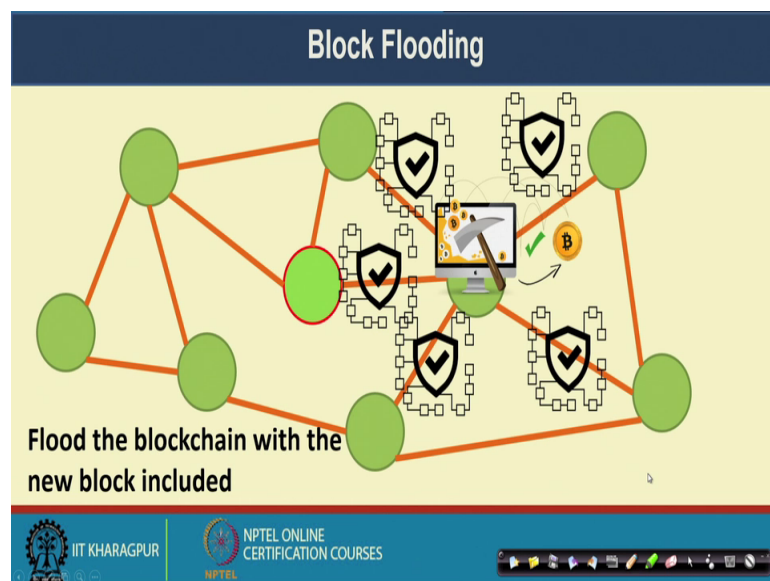 Block Flooding
Flood the blockchain with the
new block included
IIT KHARAGPUR
NPTEL
NPTEL ONLINE
CERTIFICATION COURSES